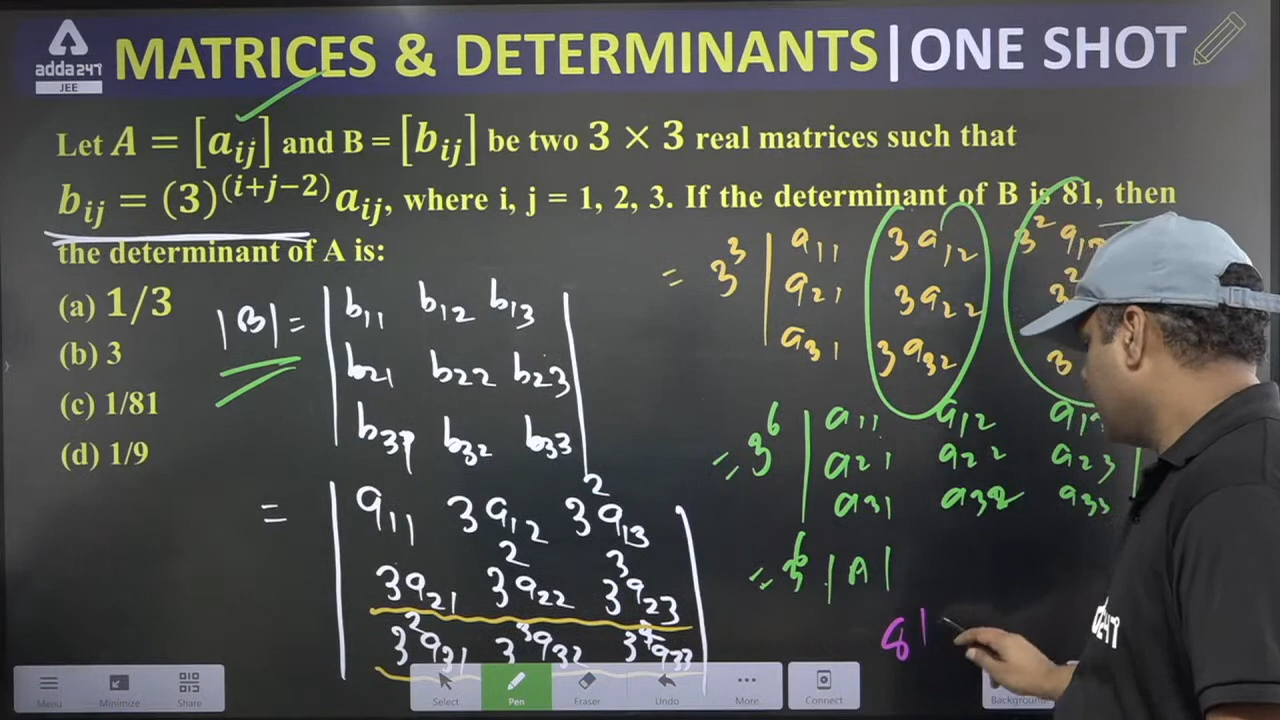 adda247
JEE
MATRICES & DETERMINANTS | ONE SHOT
Let A = [aᵢⱼ] and B = [bᵢⱼ] be two 3 × 3 real matrices such that
bᵢⱼ = (3)⁽ⁱ⁺ʲ⁻²⁾ aᵢⱼ, where i, j = 1, 2, 3. If the determinant of B is 81, then
the determinant of A is:
(a) 1/3
(b) 3
(c) 1/81
(d) 1/9
|B| = | b₁₁ b₁₂ b₁₃ |
b₂₁ b₂₂ b₂₃
b₃₁ b₃₂ b₃₃
= | a₁₁ 3a₁₂ 3²a₁₃ |
3a₂₁ 3²a₂₂ 3³a₂₃
3²a₃₁ 3³a₃₂ 3⁴a₃₃
= 3³ | a₁₁ 3a₁₂ 3²
a₂₁ 3a₂₂
a₃₁ 3a₃₂ 3
= 3⁶ | a₁₁ a₁₂
a₂₁ a₂₂ a₂₃
a₃₁ a₃₂ a₃₃
= 3⁶ |A|
81
Menu
Minimize
Share
Select
Pen
Eraser
Undo
More
Connect
Background